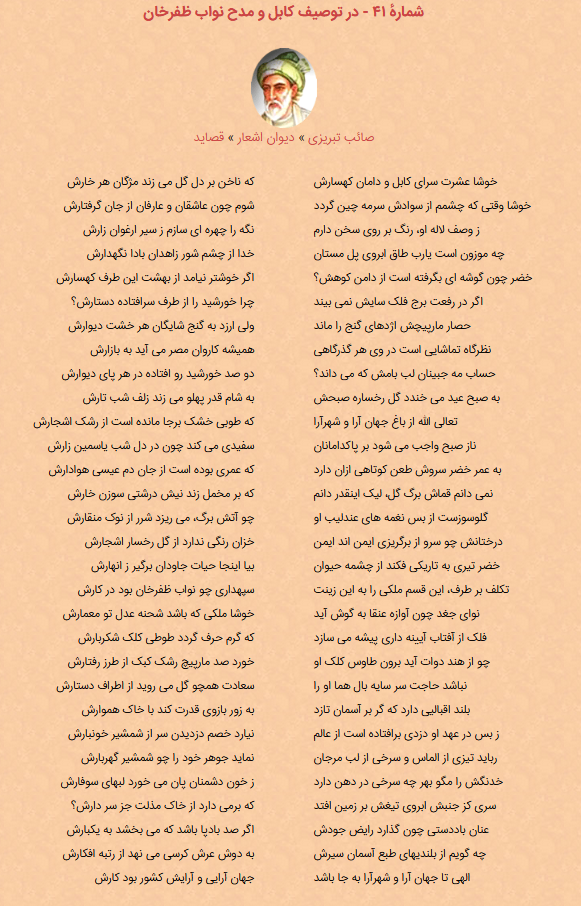 شمارهٔ ۴۱ - در توصیف کابل و مدح نواب ظفرخان
صائب تبریزی » دیوان اشعار » قصاید
خوشا عشرت سرای کابل و دامان کهسارش که ناخن بر دل گل می زند مژگان هر خارش
خوشا وقتی که چشمم از سوادش سرمه چین گردد شوم چون عاشقان و عارفان از جان گرفتارش
ز وصف لاله او، رنگ بر روی سخن دارم نگه را چهره ای سازم ز سیر ارغوان زارش
چه موزون است یارب طاق ابروی پل مستان خدا از چشم شور زاهدان بادا نگهدارش
خضر چون گوشه ای بگرفته است از دامن کوهش؟ اگر خوشتر نیامد از بهشت این طرف کهسارش
اگر در رفعت برج فلک سایش نمی بیند چرا خورشید را از طرف سرافتاده دستارش؟
حصار مارپیچش اژدهای گنج را ماند ولی ارزد به گنج شایگان هر خشت دیوارش
نظرگاه تماشایی است در وی هر گذرگاهی همیشه کاروان مصر می آید به بازارش
حساب مه جبینان لب بامش که می داند؟ دو صد خورشید رو افتاده در هر پای دیوارش
به صبح عید می خندد گل رخساره صبحش به شام قدر پهلو می زند زلف شب تارش
تعالی الله از باغ جهان آرا و شهرآرا که طوبی خشک برجا مانده است از رشک اشجارش
ناز صبح واجب می شود بر پاکدامانان سفیدی می کند چون در دل شب یاسمین زارش
به عمر خضر سروش طعن کوتاهی ازان دارد که عمری بوده است از جان دم عیسی هوادارش
نمی دانم قماش برگ گل، لیک اینقدر دانم که بر مخمل زند نیش درشتی سوزن خارش
گلوسوزست از بس نغمه های عندلیب او چو آتش برگ، می ریزد شرر از نوک منقارش
درختانش چو سرو از برگریزی ایمن اند ایمن خزان رنگی ندارد از گل رخسار اشجارش
خضر تیری به تاریکی فکند از چشمه حیوان بیا اینجا حیات جاودان برگیر ز انهارش
تکلف بر طرف، این قسم ملکی را به این زینت سپهداری چو نواب ظفرخان بود در کارش
نوای جغد چون آوازه عنقا به گوش آید خوشا ملکی که باشد شحنه عدل تو معمارش
فلک از آفتاب آیینه داری پیشه می سازد که گرم حرف گردد طوطی کلک شکربارش
چو از هند دوات آید برون طاوس کلک او خورد صد مارپیچ رشک کبک از طرز رفتارش
نباشد حاجت سر سایه بال هما او را سعادت همچو گل می روید از اطراف دستارش
بلند اقبالیی دارد که گر بر آسمان تازد به زور بازوی قدرت کند با خاک هموارش
ز بس در عهد او دزدی برافتاده است از عالم نیارد خصم دزدیدن سر از شمشیر خونبارش
رباید تیزی از الماس و سرخی از لب مرجان نماید جوهر خود را چو شمشیر گهربارش
خدنگش را مگو بهر چه سرخی در دهن دارد ز خون دشمنان پان می خورد لبهای سوفارش
سری کز جنبش ابروی تیغش بر زمین افتد که برمی دارد از خاک مذلت جز سر دارش؟
عنان باددستی چون گذارد رایض جودش اگر صد بادپا باشد که می بخشد به یکبارش
چه گویم از بلندیهای طبع آسمان سیرش به دوش عرش کرسی می نهد از رتبه افکارش
الهی تا جهان آرا و شهرآرا به جا باشد جهان آرایی و آرایش کشور بود کارش